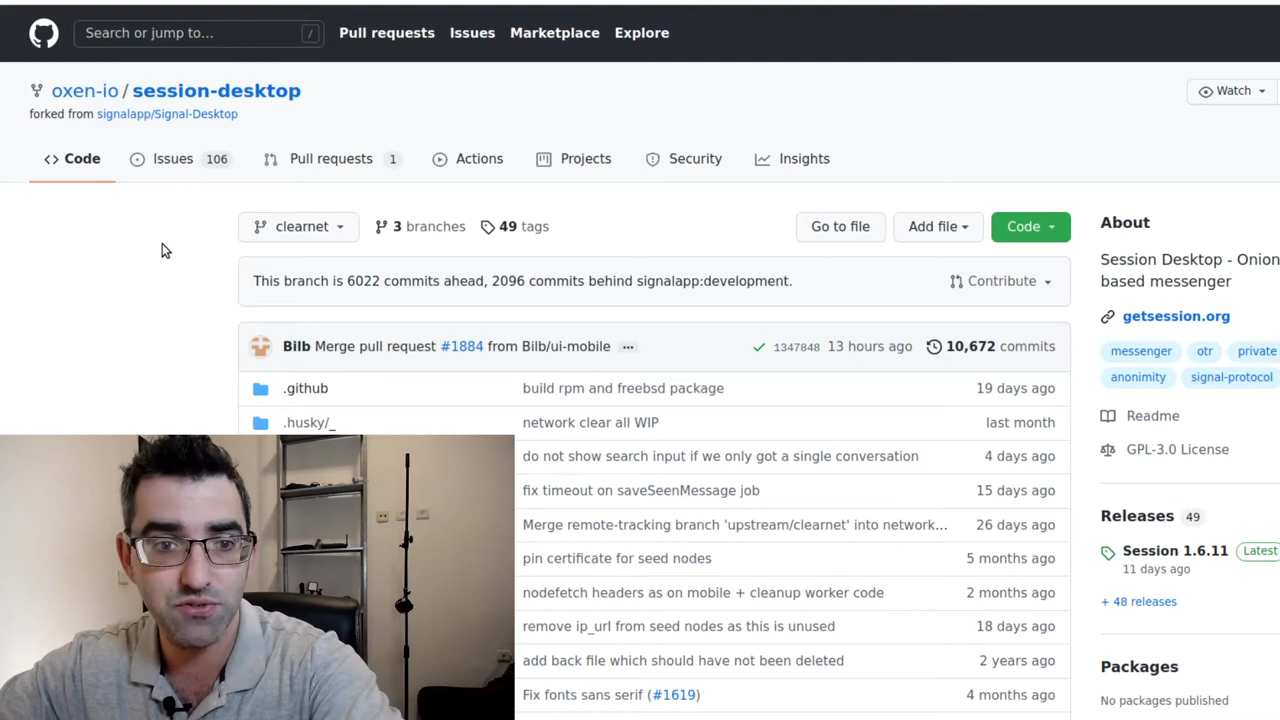 Search or jump to... /
Pull requests
Issues
Marketplace
Explore
oxen-io / session-desktop
Watch
forked from signalapp/Signal-Desktop
Code
Issues 106
Pull requests 1
Actions
Projects
Security
Insights
clearnet
3 branches
49 tags
Go to file
Add file
Code
About
Session Desktop - Onion
based messenger
This branch is 6022 commits ahead, 2096 commits behind signalapp:development.
Contribute
getsession.org
Bilb Merge pull request #1884 from Bilb/ui-mobile ... 1347848 13 hours ago 10,672 commits
messenger otr private
anonimity signal-protocol
.github build rpm and freebsd package 19 days ago
.husky/_ network clear all WIP last month
Readme
GPL-3.0 License
do not show search input if we only got a single conversation 4 days ago
fix timeout on saveSeenMessage job 15 days ago
Merge remote-tracking branch 'upstream/clearnet' into network... 26 days ago
pin certificate for seed nodes 5 months ago
nodefetch headers as on mobile + cleanup worker code 2 months ago
remove ip_url from seed nodes as this is unused 18 days ago
add back file which should have not been deleted 2 years ago
Fix fonts sans serif (#1619) 4 months ago
Releases 49
Session 1.6.11 Latest
11 days ago
+ 48 releases
Packages
No packages published